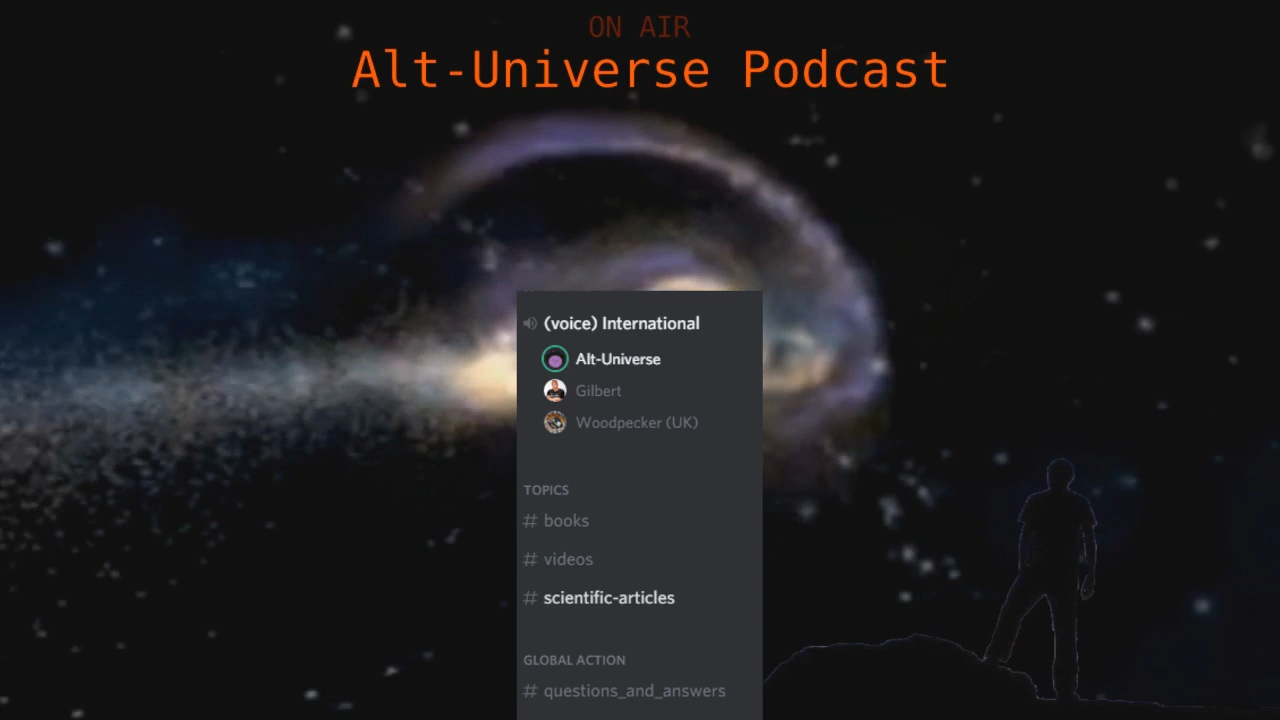 ON AIR
Alt-Universe Podcast
(voice) International
Alt-Universe
Gilbert
Woodpecker (UK)
TOPICS
# books
# videos
# scientific-articles
GLOBAL ACTION
# questions_and_answers